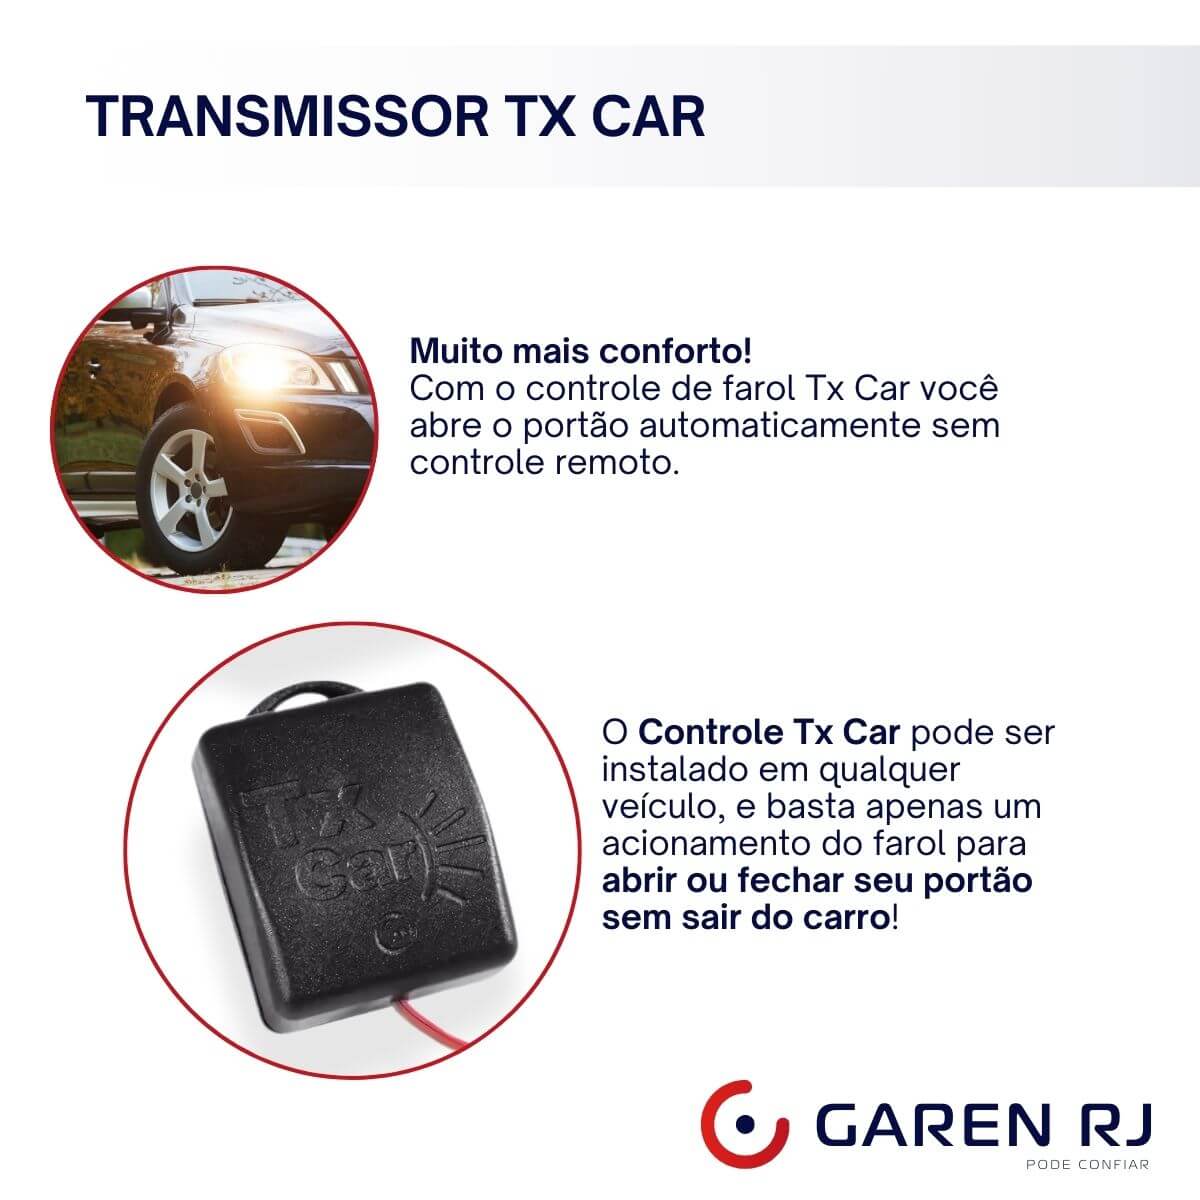 TRANSMISSOR TX CAR
Muito mais conforto!
Com o controle de farol Tx Car você
abre o portão automaticamente sem
controle remoto.
Tx
Car
O Controle Tx Car pode ser
instalado em qualquer
veículo, e basta apenas um
acionamento do farol para
abrir ou fechar seu portão
sem sair do carro!
GAREN RJ
PODE CONFIAR